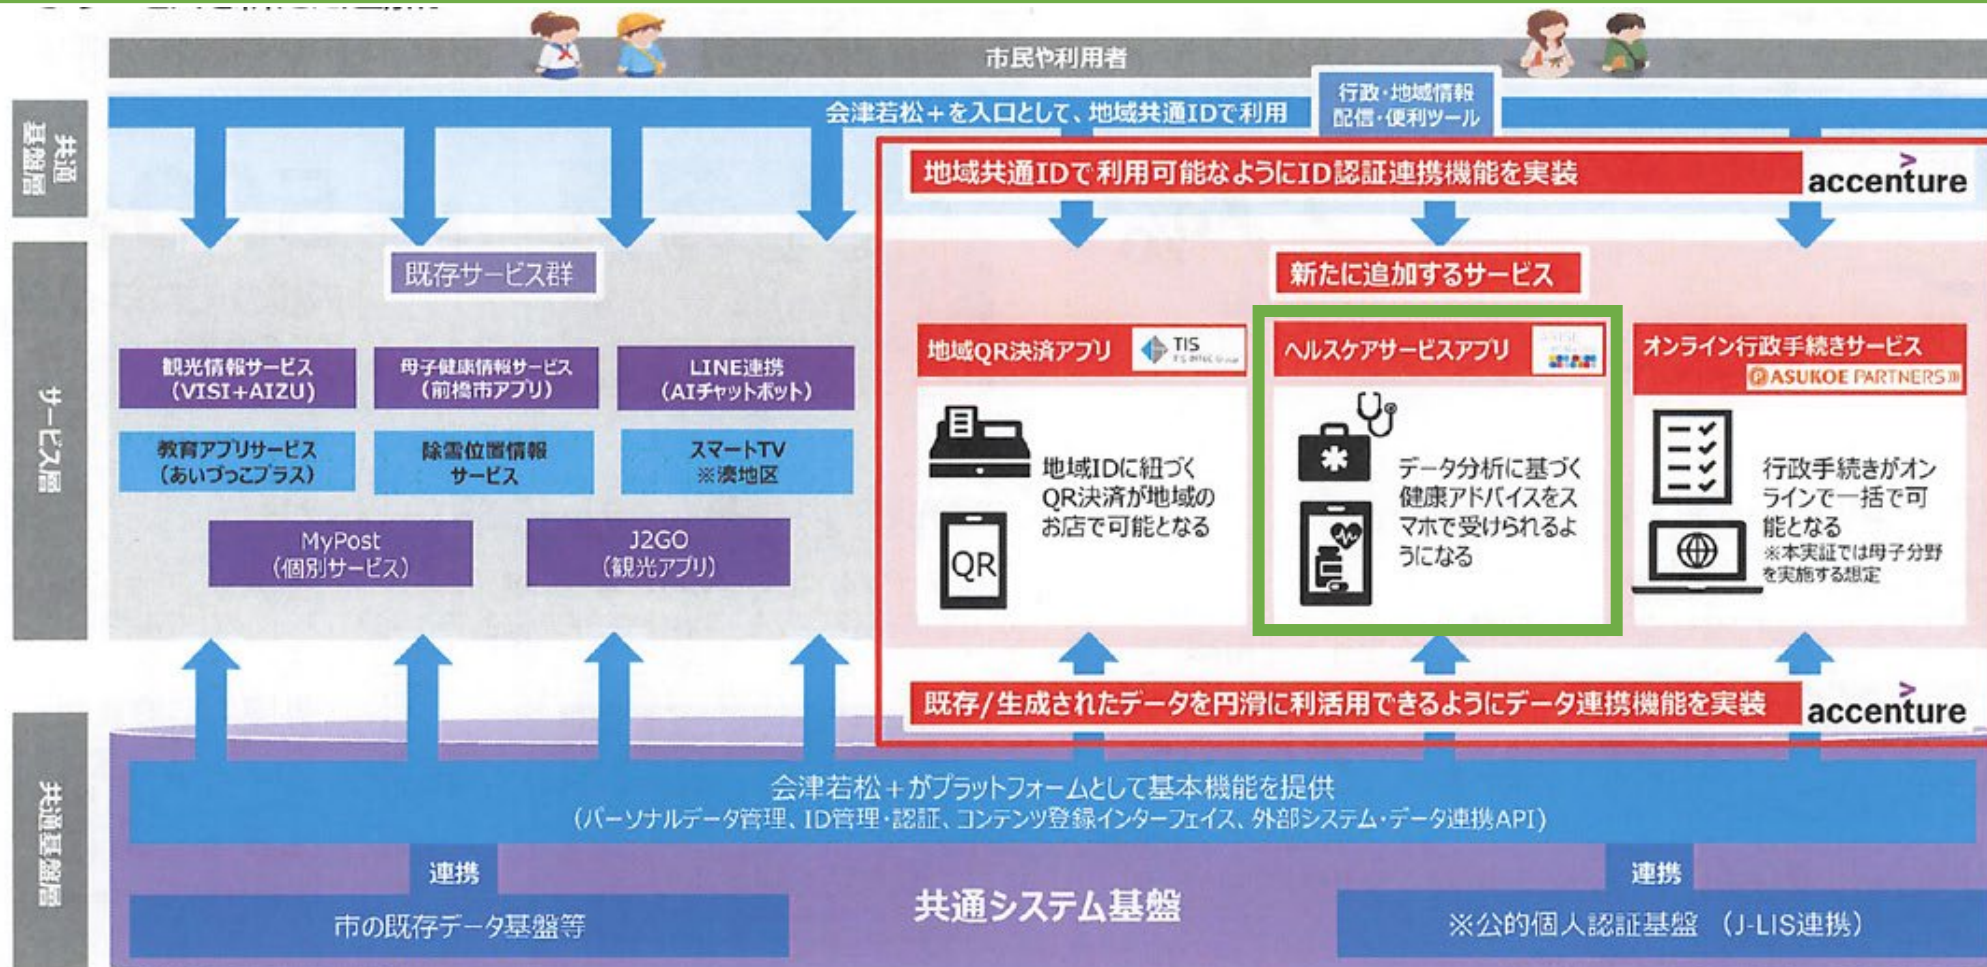 市民や利用者
会津若松+を入口として、地域共通IDで利用
行政・地域情報
配信・便利ツール
共通
基盤層
地域共通IDで利用可能なようにID認証連携機能を実装
accenture
サービス層
既存サービス群
観光情報サービス
(VISI+AIZU)
母子健康情報サービス
(前橋市アプリ)
LINE連携
(AIチャットボット)
教育アプリサービス
(あいづっこプラス)
除雪位置情報
サービス
スマートTV
※湊地区
MyPost
(個別サービス)
J2GO
(観光アプリ)
新たに追加するサービス
地域QR決済アプリ
TIS
地域IDに紐づく
QR決済が地域の
お店で可能となる
QR
ヘルスケアサービスアプリ
データ分析に基づく
健康アドバイスをス
マホで受けられるよ
うになる
オンライン行政手続きサービス
ASUKOE PARTNERS
行政手続きがオン
ラインで一括で可
能となる
※本実証では母子分野
を実施する想定
既存/生成されたデータを円滑に利活用できるようにデータ連携機能を実装
accenture
共通基盤層
会津若松+がプラットフォームとして基本機能を提供
(パーソナルデータ管理、ID管理・認証、コンテンツ登録インターフェイス、外部システム・データ連携API)
連携
市の既存データ基盤等
共通システム基盤
連携
※公的個人認証基盤 (J-LIS連携)